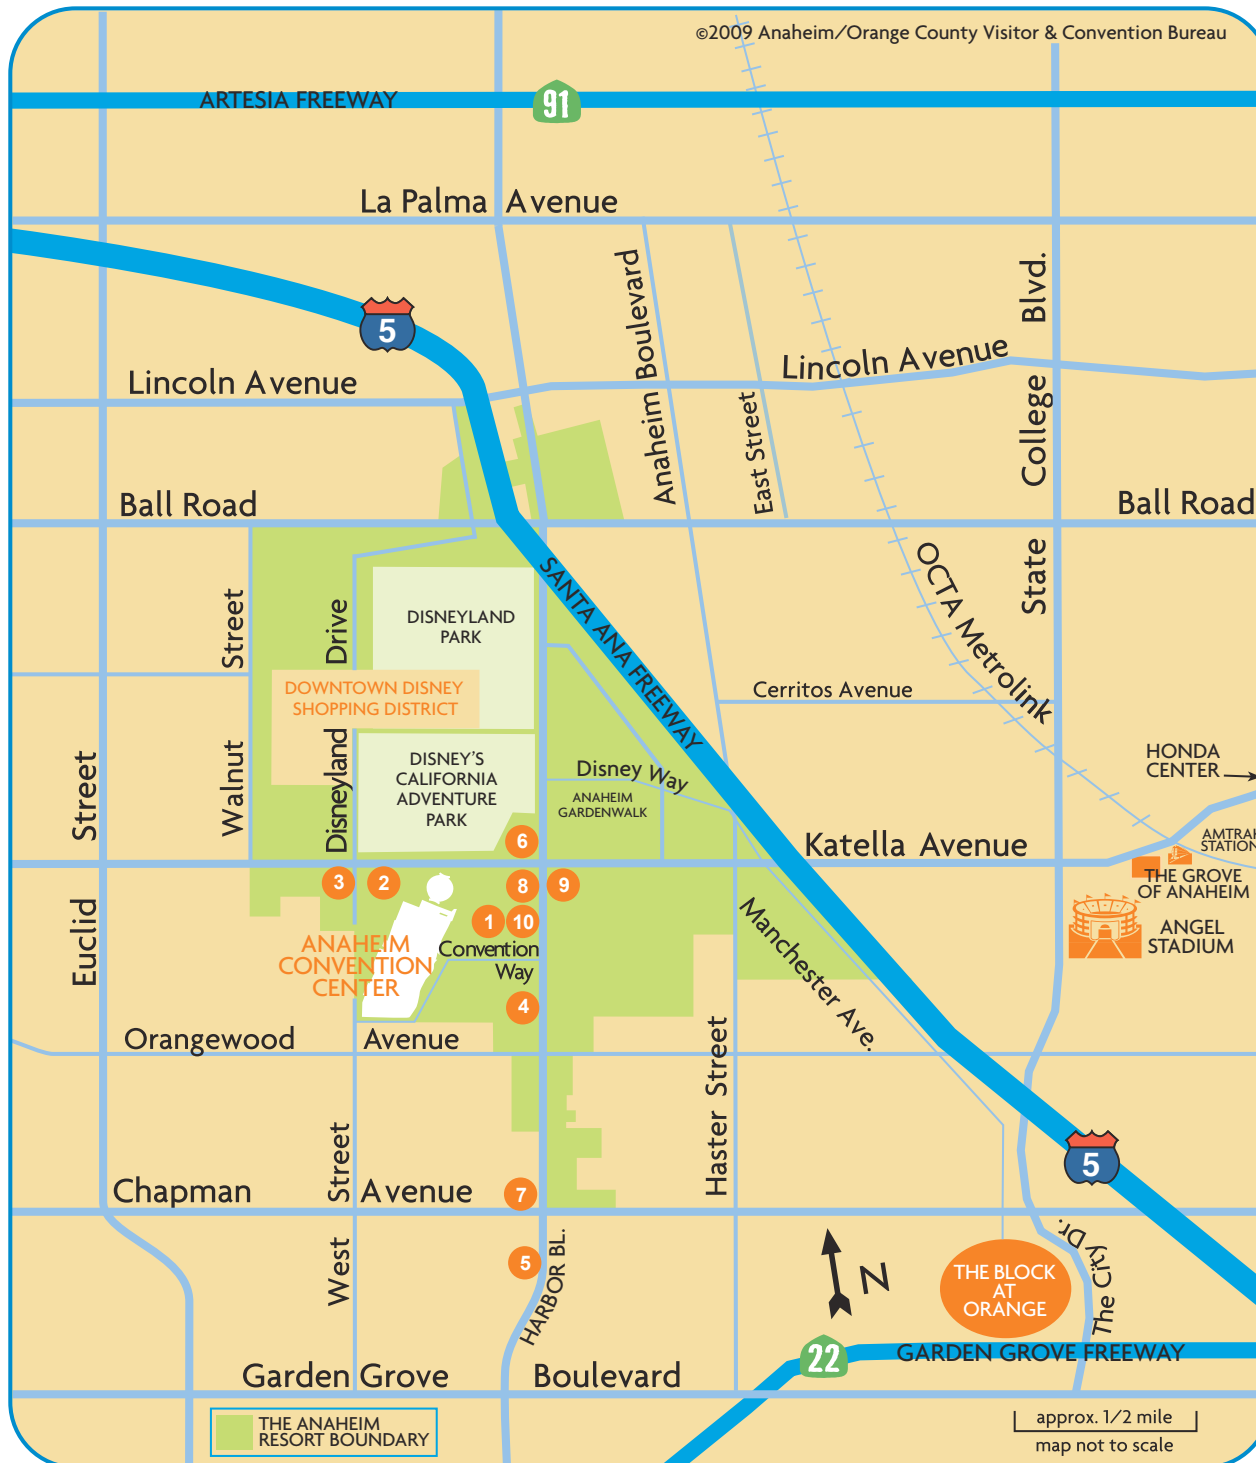 ©2009 Anaheim/Orange County Visitor & Convention Bureau
ARTESIA FREEWAY
91
La Palma Avenue
Anaheim Boulevard
State College Blvd.
5
Lincoln Avenue
Lincoln Avenue
East Street
Ball Road
Ball Road
SANTA ANA FREEWAY
OCTA Metrolink
Walnut Street
Disneyland Drive
DISNEYLAND
PARK
DOWNTOWN DISNEY
SHOPPING DISTRICT
Cerritos Avenue
DISNEY'S
CALIFORNIA
ADVENTURE
PARK
Disney Way
ANAHEIM
GARDENWALK
HONDA
CENTER
Euclid Street
6
Katella Avenue
AMTRAK
STATION
3
2
8
9
THE GROVE
OF ANAHEIM
1
10
ANAHEIM
CONVENTION
CENTER
Convention
Way
Manchester Ave.
ANGEL
STADIUM
4
Orangewood Avenue
Haster Street
West Street
5
Chapman Avenue
7
5
HARBOR BL.
N
The City Dr.
THE BLOCK
AT
ORANGE
22
GARDEN GROVE FREEWAY
Garden Grove Boulevard
THE ANAHEIM
RESORT BOUNDARY
approx. 1/2 mile
map not to scale